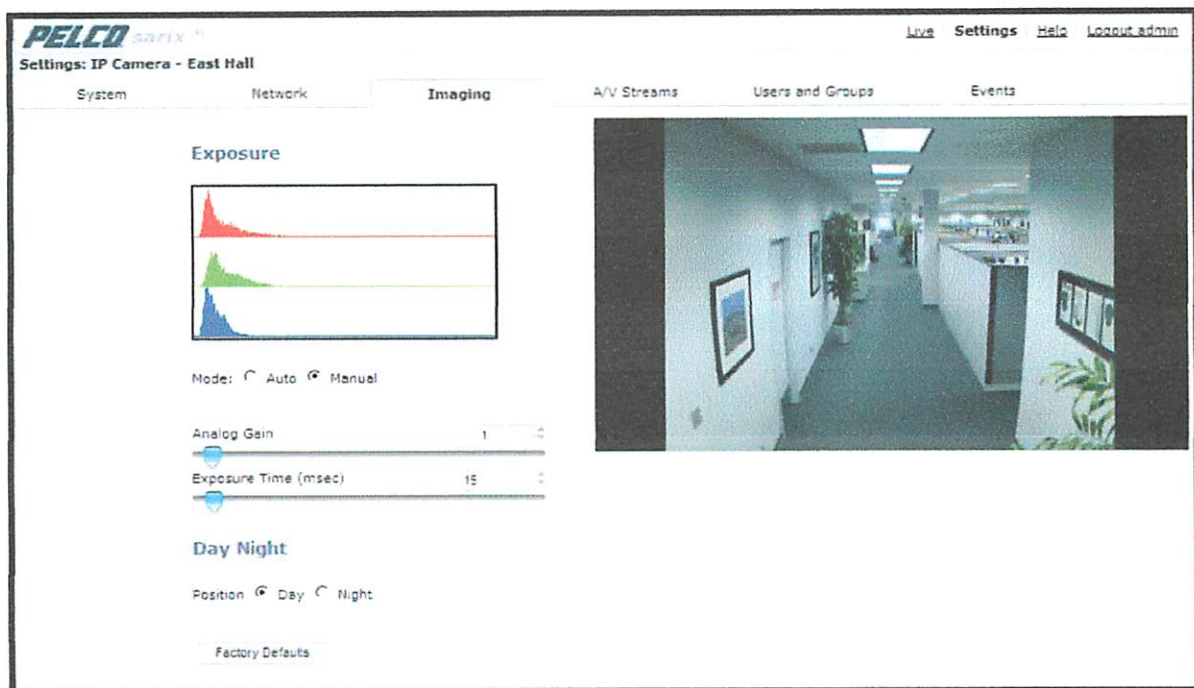 PELCO sarix ™
Live Settings Help Logout admin
Settings: IP Camera - East Hall
System Network Imaging A/V Streams Users and Groups Events
Exposure
Mode: Auto Manual
Analog Gain 1
Exposure Time (msec) 15
Day Night
Position Day Night
Factory Defaults